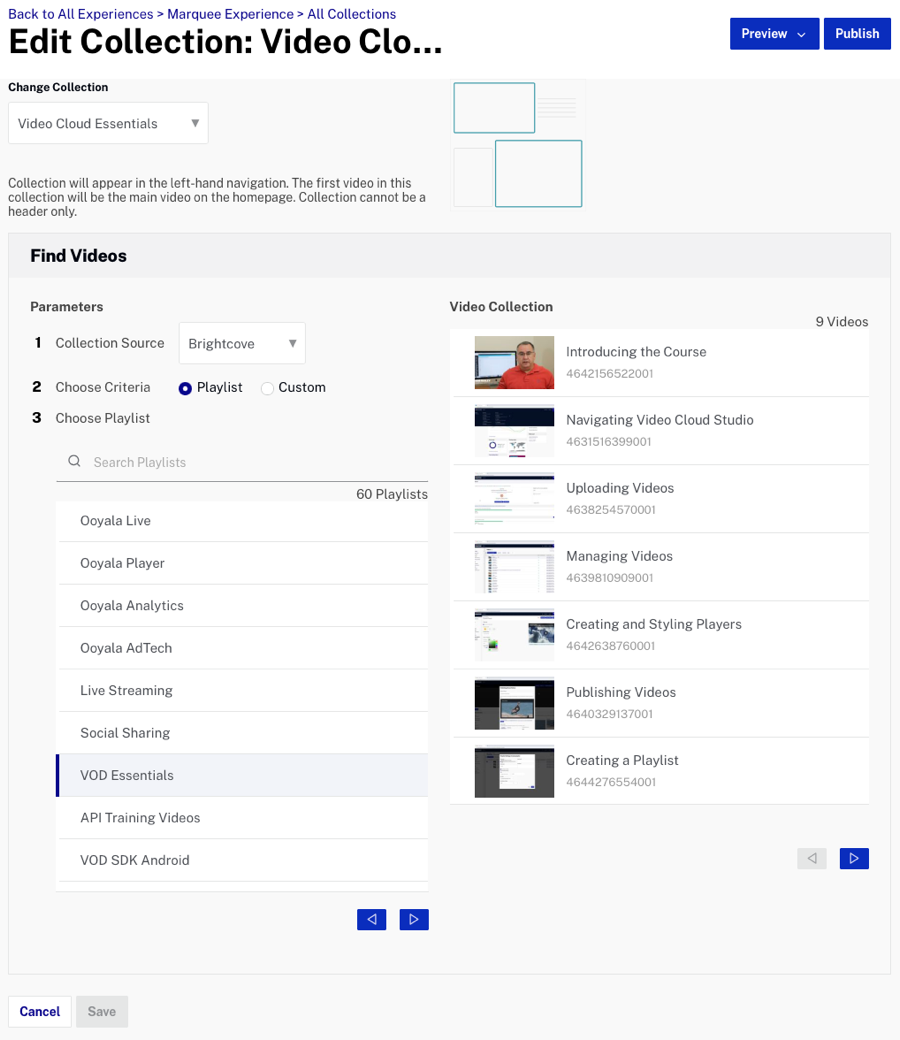 Back to All Experiences > Marquee Experience > All Collections
Edit Collection: Video Clo...
Preview
Publish
Change Collection
Video Cloud Essentials
Collection will appear in the left-hand navigation. The first video in this
collection will be the main video on the homepage. Collection cannot be a
header only.
Find Videos
Parameters
1 Collection Source Brightcove
2 Choose Criteria Playlist Custom
3 Choose Playlist
Search Playlists
60 Playlists
Ooyala Live
Ooyala Player
Ooyala Analytics
Ooyala AdTech
Live Streaming
Social Sharing
VOD Essentials
API Training Videos
VOD SDK Android
Video Collection
9 Videos
Introducing the Course
4642156522001
Navigating Video Cloud Studio
4631516399001
Uploading Videos
4638254570001
Managing Videos
4639810909001
Creating and Styling Players
4642638760001
Publishing Videos
4640329137001
Creating a Playlist
4644276554001
Cancel
Save